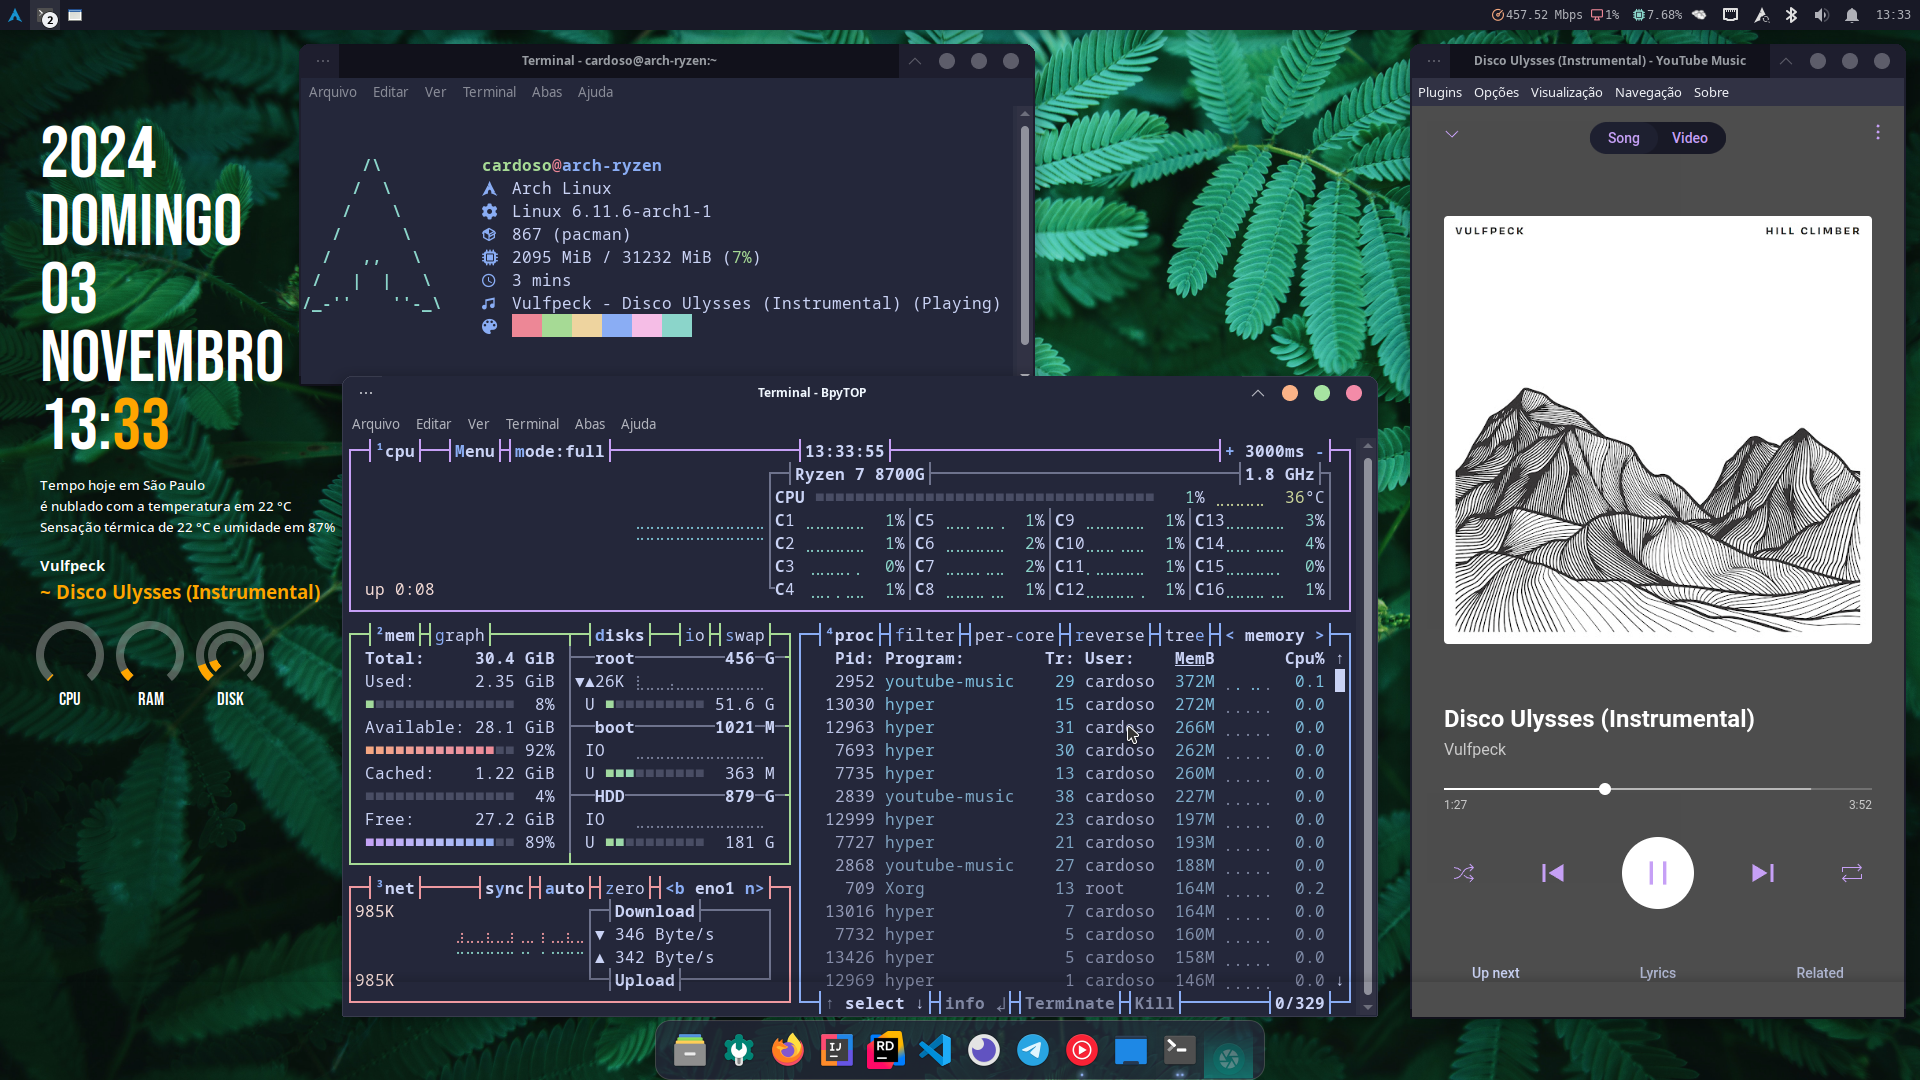 2
457.52 Mbps 1% 7.68% 13:33
2024
DOMINGO
03
NOVEMBRO
13:33
Tempo hoje em São Paulo
é nublado com a temperatura em 22 °C
Sensação térmica de 22 °C e umidade em 87%
Vulfpeck
~ Disco Ulysses (Instrumental)
CPU RAM DISK
Terminal - cardoso@arch-ryzen:~
Arquivo Editar Ver Terminal Abas Ajuda
cardoso@arch-ryzen
Arch Linux
Linux 6.11.6-arch1-1
867 (pacman)
2095 MiB / 31232 MiB (7%)
3 mins
Vulfpeck - Disco Ulysses (Instrumental) (Playing)
Terminal - BpyTOP
Arquivo Editar Ver Terminal Abas Ajuda
¹cpu Menu mode:full 13:33:55 + 3000ms -
Ryzen 7 8700G 1.8 GHz
CPU 1% 36°C
C1 1% C5 1% C9 1% C13 3%
C2 1% C6 2% C10 1% C14 4%
C3 0% C7 2% C11 1% C15 0%
C4 1% C8 1% C12 1% C16 1%
up 0:08
²mem graph disks io swap
Total: 30.4 GiB root 456 G
Used: 2.35 GiB ▼▲26K
8% U 51.6 G
Available: 28.1 GiB boot 1021 M
92% IO
Cached: 1.22 GiB U 363 M
4% HDD 879 G
Free: 27.2 GiB IO
89% U 181 G
³net sync auto zero <b eno1 n>
985K Download
▼ 346 Byte/s
▲ 342 Byte/s
985K Upload
⁴proc filter per-core reverse tree < memory >
Pid: Program: Tr: User: MemB Cpu% ↑
2952 youtube-music 29 cardoso 372M 0.1
13030 hyper 15 cardoso 272M 0.0
12963 hyper 31 cardoso 266M 0.0
7693 hyper 30 cardoso 262M 0.0
7735 hyper 13 cardoso 260M 0.0
2839 youtube-music 38 cardoso 227M 0.0
12999 hyper 23 cardoso 197M 0.0
7727 hyper 21 cardoso 193M 0.0
2868 youtube-music 27 cardoso 188M 0.0
709 Xorg 13 root 164M 0.2
13016 hyper 7 cardoso 164M 0.0
7732 hyper 5 cardoso 160M 0.0
13426 hyper 5 cardoso 158M 0.0
12969 hyper 1 cardoso 146M 0.0 ↓
↑ select ↓ info ↲ Terminate Kill 0/329
Disco Ulysses (Instrumental) - YouTube Music
Plugins Opções Visualização Navegação Sobre
Song Video
VULFPECK HILL CLIMBER
Disco Ulysses (Instrumental)
Vulfpeck
1:27 3:52
Up next Lyrics Related
IJ RD